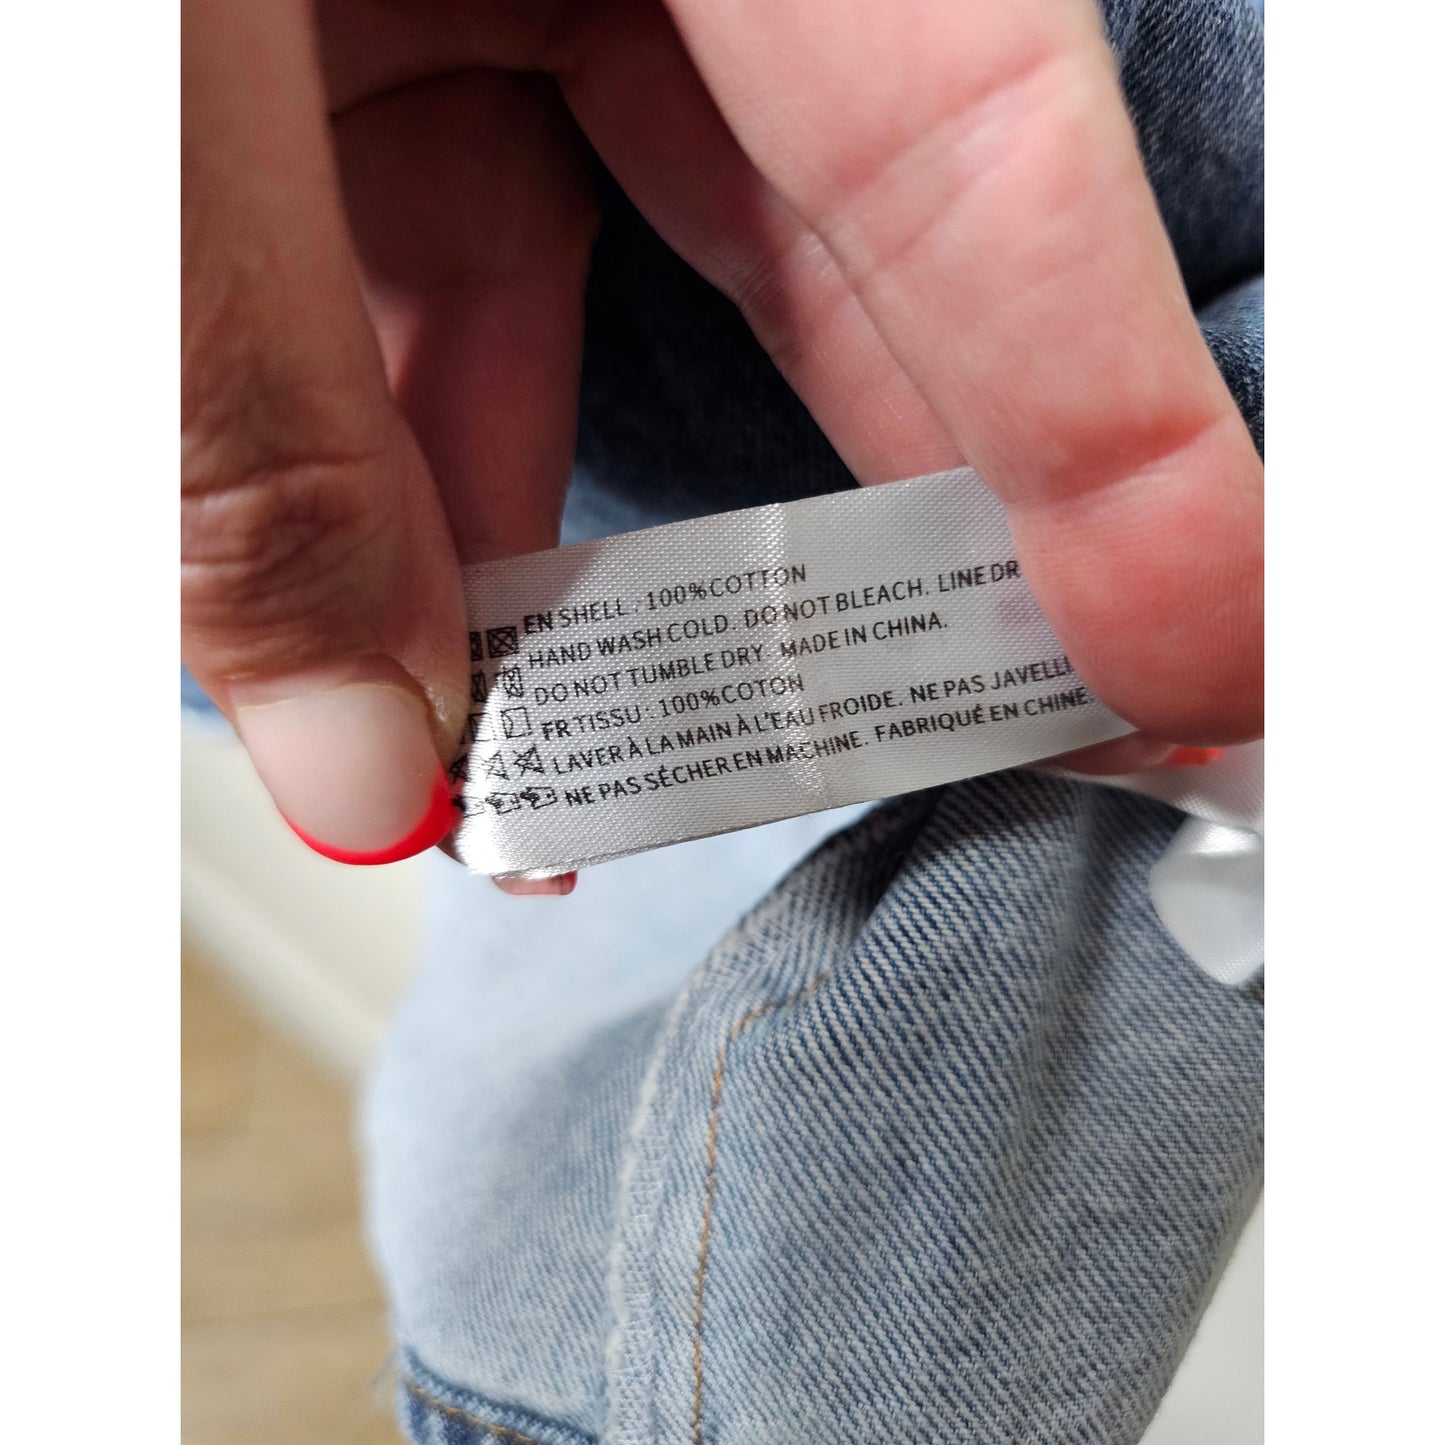 EN SHELL : 100%COTTON
HAND WASH COLD. DO NOT BLEACH. LINE DR
DO NOT TUMBLE DRY. MADE IN CHINA.
FR TISSU : 100%COTON
LAVER À LA MAIN À L'EAU FROIDE. NE PAS JAVELL
NE PAS SÉCHER EN MACHINE. FABRIQUÉ EN CHINE.